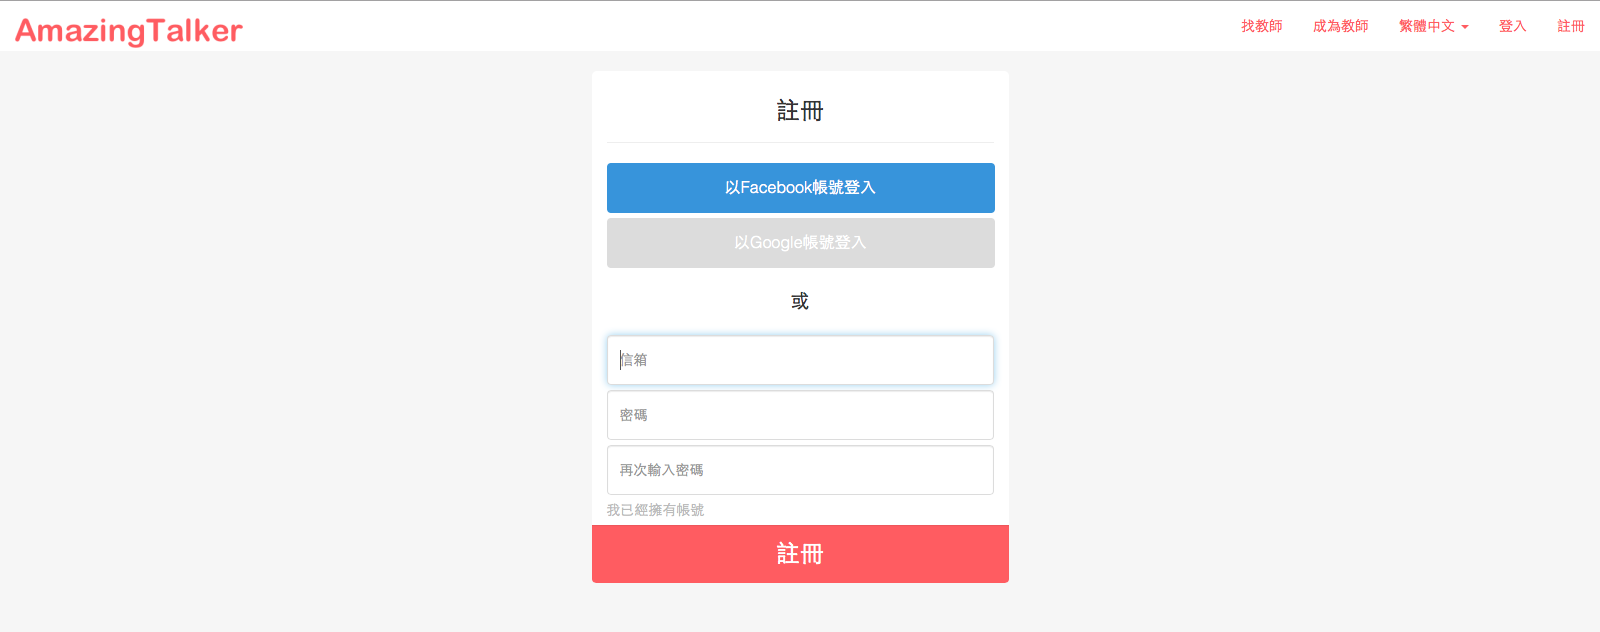 AmazingTalker
找教師 成為教師 繁體中文 登入 註冊
註冊
以Facebook帳號登入
以Google帳號登入
或
信箱
密碼
再次輸入密碼
我已經擁有帳號
註冊